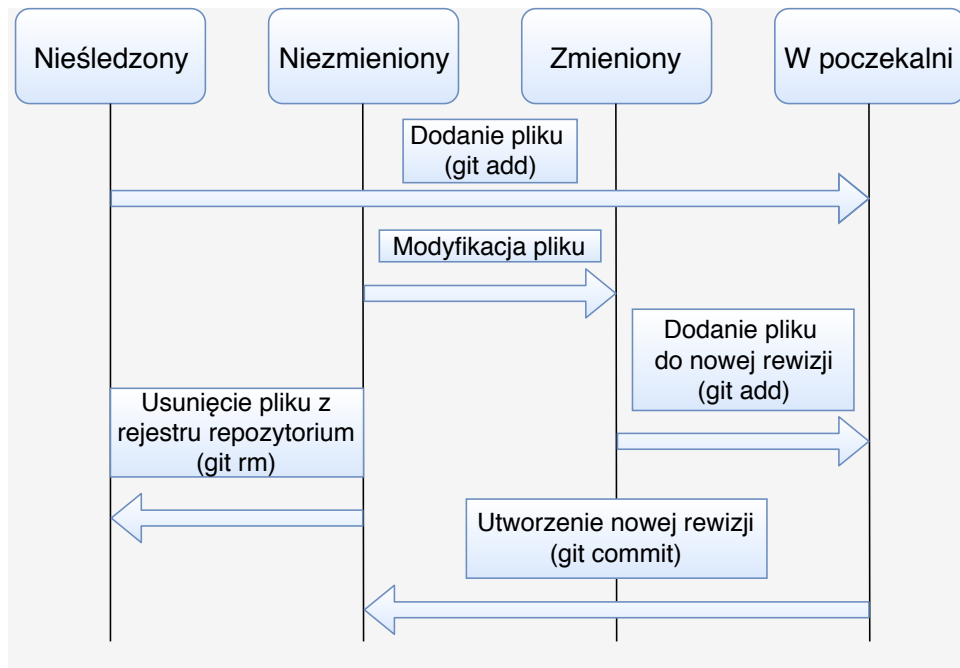 Nieśledzony
Niezmieniony
Zmieniony
W poczekalni
Dodanie pliku
(git add)
Modyfikacja pliku
Dodanie pliku
do nowej rewizji
(git add)
Usunięcie pliku z
rejestru repozytorium
(git rm)
Utworzenie nowej rewizji
(git commit)